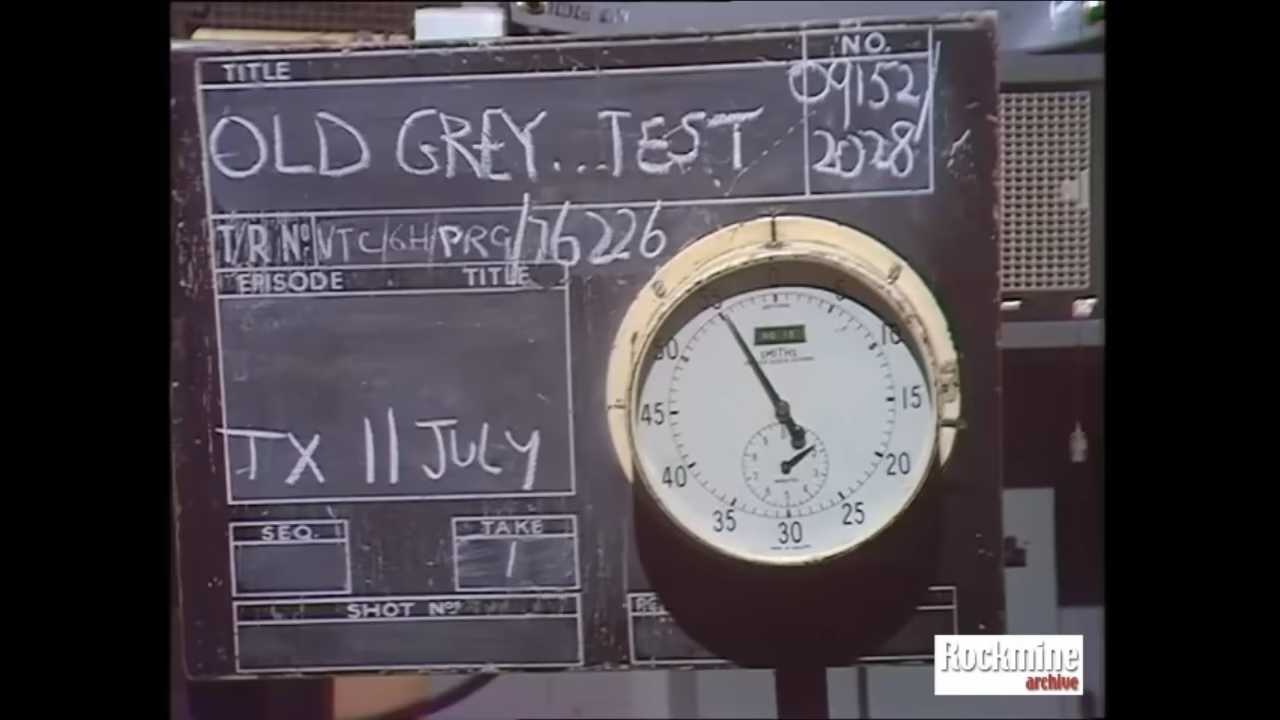 TITLE
NO.
OLD GREY...TEST
09152/
2028
T/R Nº VTC/6H/PRG/76226
EPISODE TITLE
TX 11 JULY
SEQ.
TAKE
1
SHOT Nº
SMITHS
10
15
20
25
30
35
40
45
50
Rockmine
archive